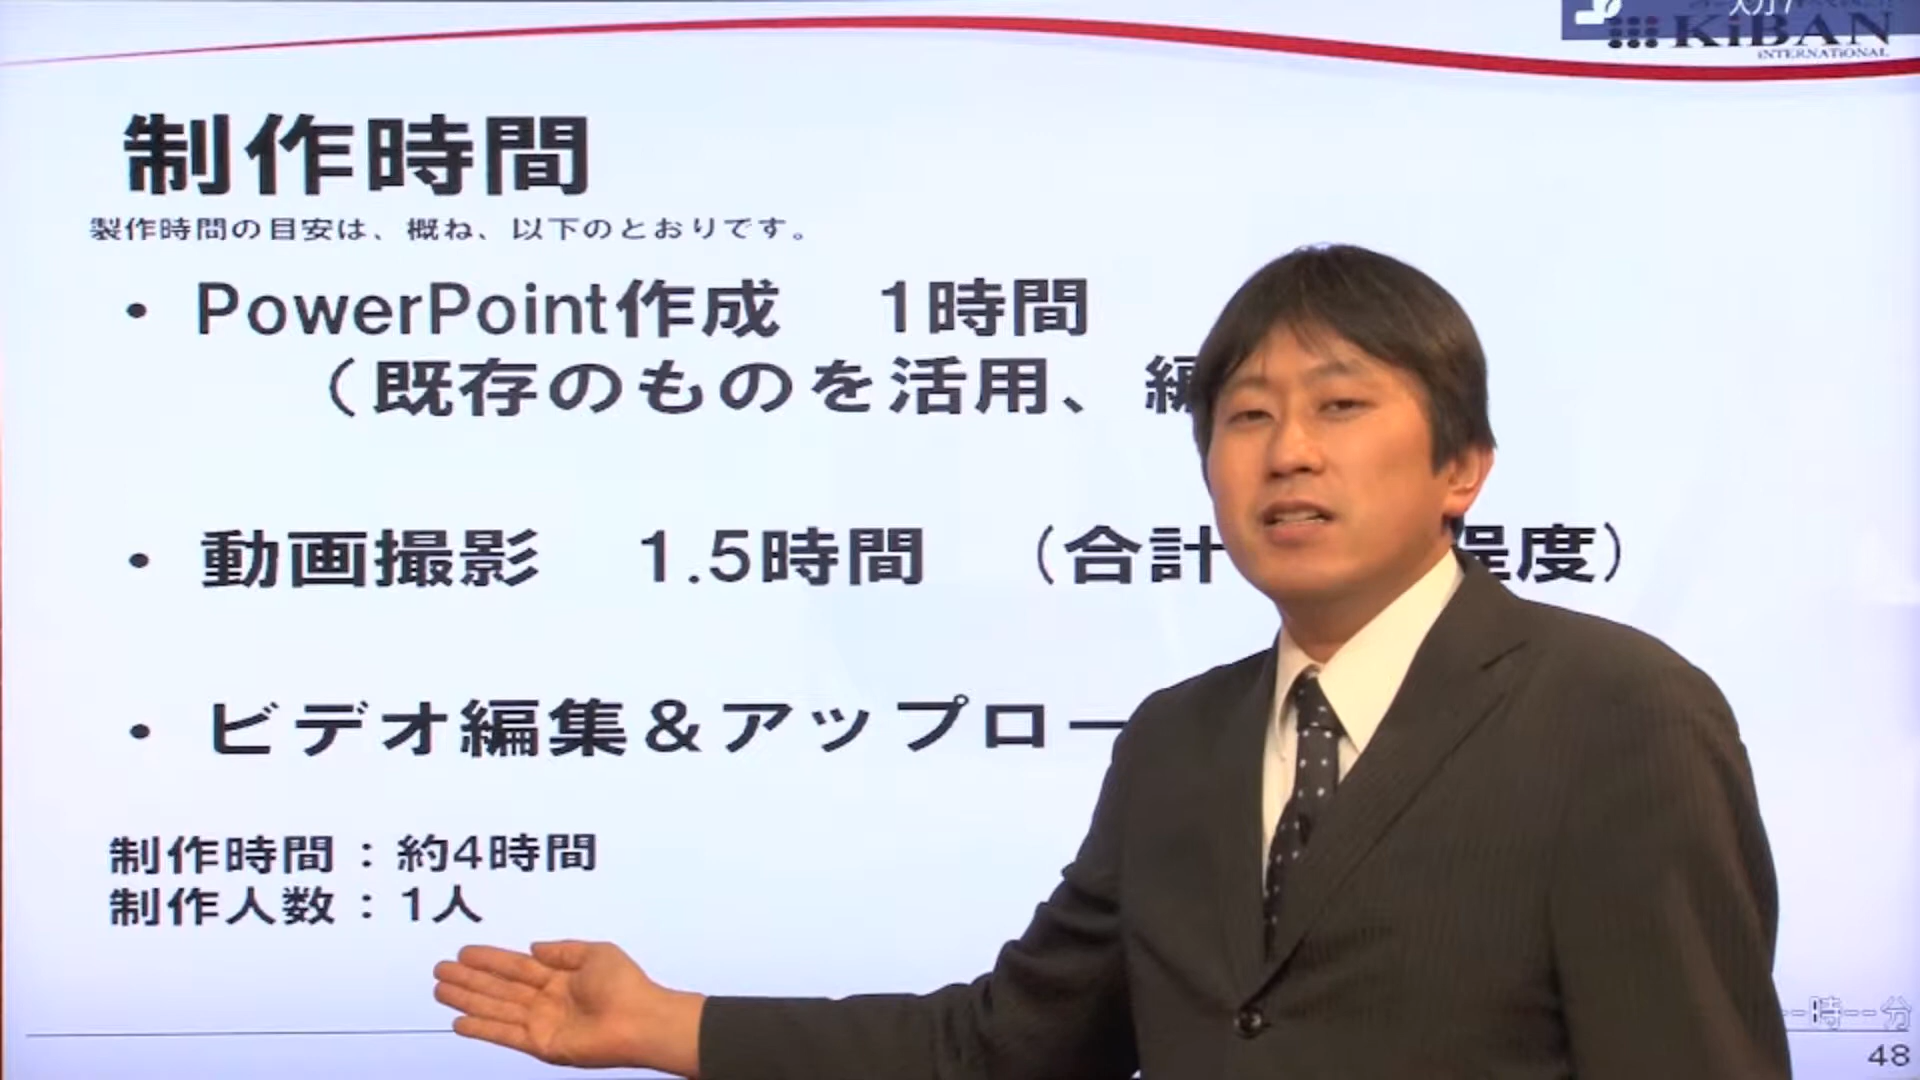 入力7
KiBAN
INTERNATIONAL
制作時間
製作時間の目安は、概ね、以下のとおりです。
・ PowerPoint作成　1時間
（既存のものを活用、編
・ 動画撮影　1.5時間　（合計 程度）
・ ビデオ編集＆アップロー
制作時間：約4時間
制作人数：1人
--時--分
48